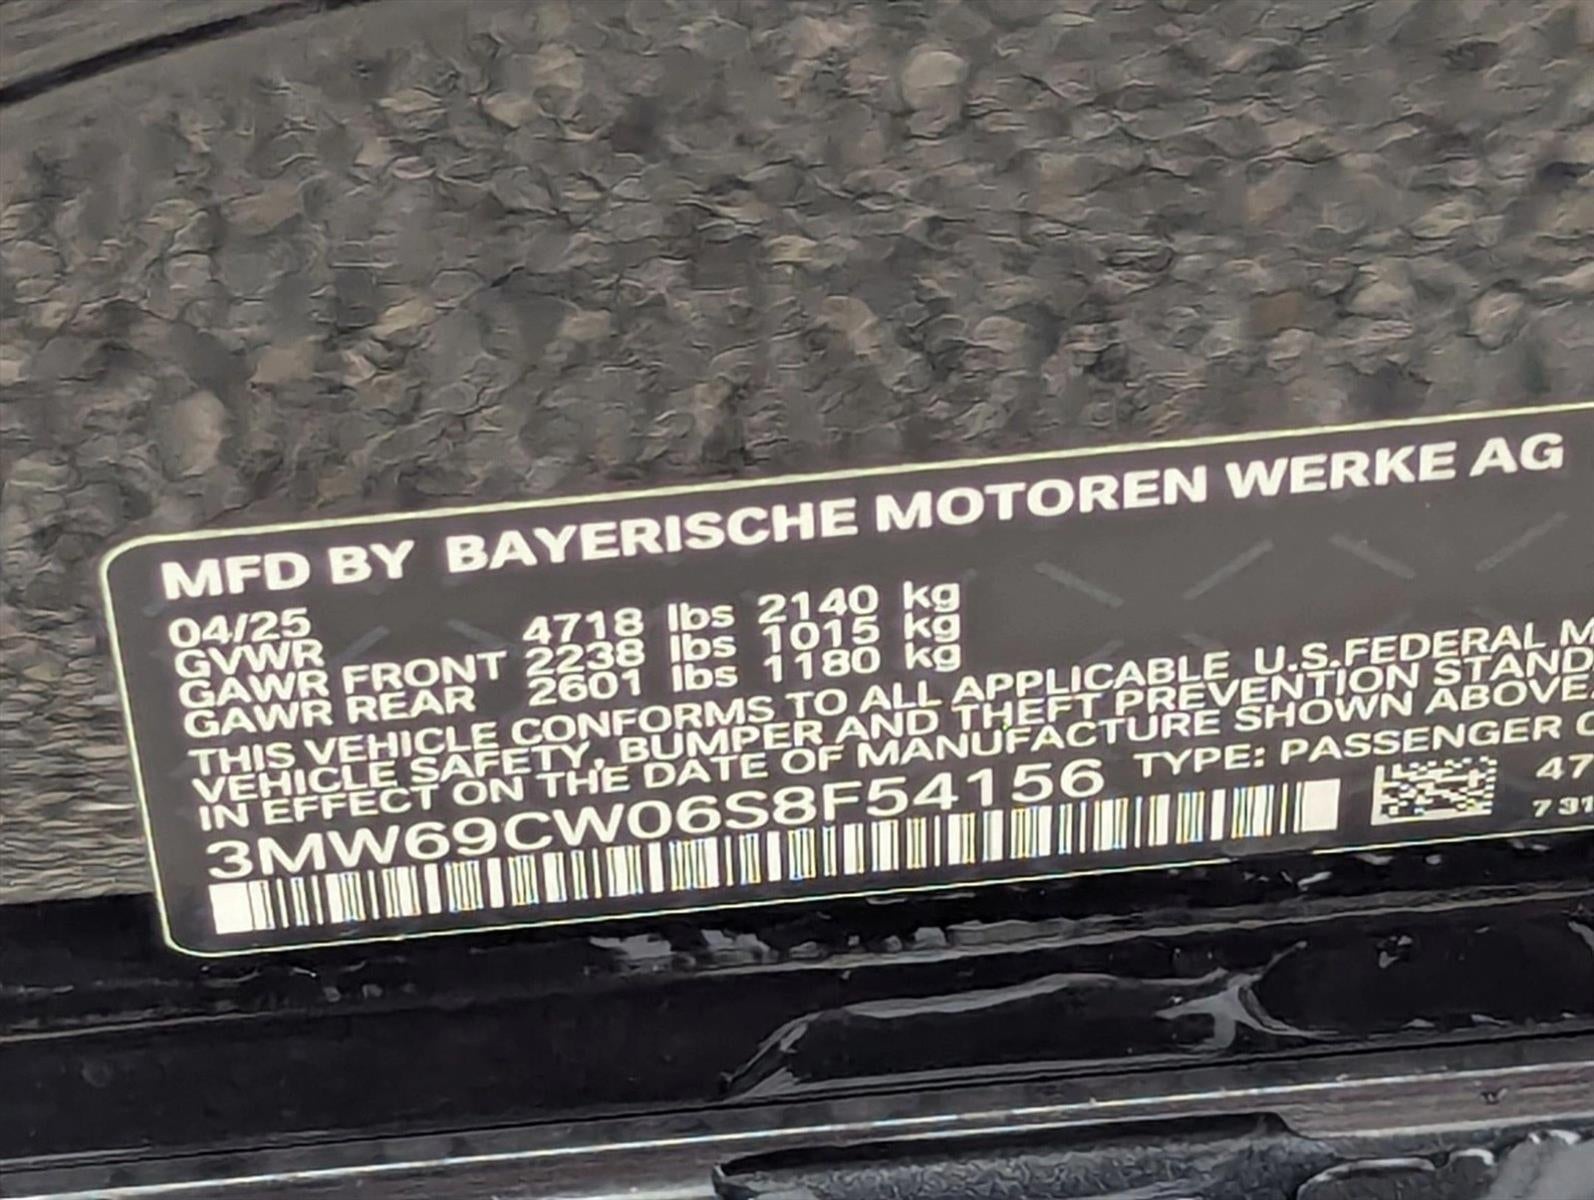 MFD BY BAYERISCHE MOTOREN WERKE AG
04/25 4718 lbs 2140 kg
GVWR 2238 lbs 1015 kg
GAWR FRONT 2601 lbs 1180 kg
GAWR REAR
THIS VEHICLE CONFORMS TO ALL APPLICABLE U.S.FEDERAL M
VEHICLE SAFETY, BUMPER AND THEFT PREVENTION STAND
IN EFFECT ON THE DATE OF MANUFACTURE SHOWN ABOVE
3MW69CW06S8F54156 TYPE: PASSENGER
47